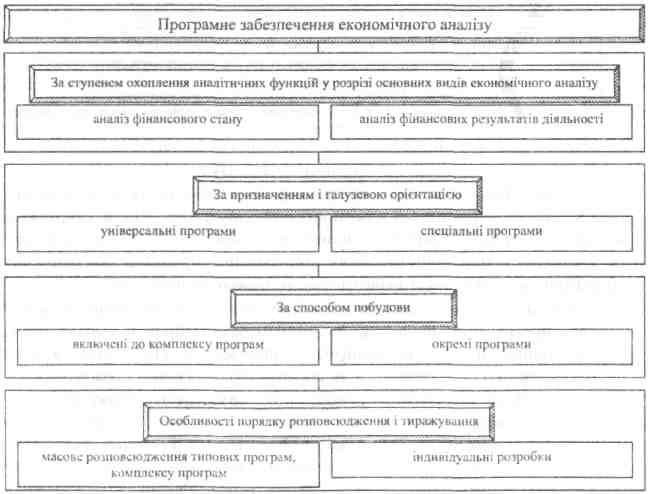 Програмне забезпечення економічного аналізу
За ступенем охоплення аналітичних функцій у розрізі основних видів економічного аналізу
аналіз фінансового стану
аналіз фінансових результатів діяльності
За призначенням і галузевою орієнтацією
універсальні програми
спеціальні програми
За способом побудови
включені до комплексу програм
окремі програми
Особливості порядку розповсюдження і тиражування
масове розповсюдження типових програм,
комплексу програм
індивідуальні розробки